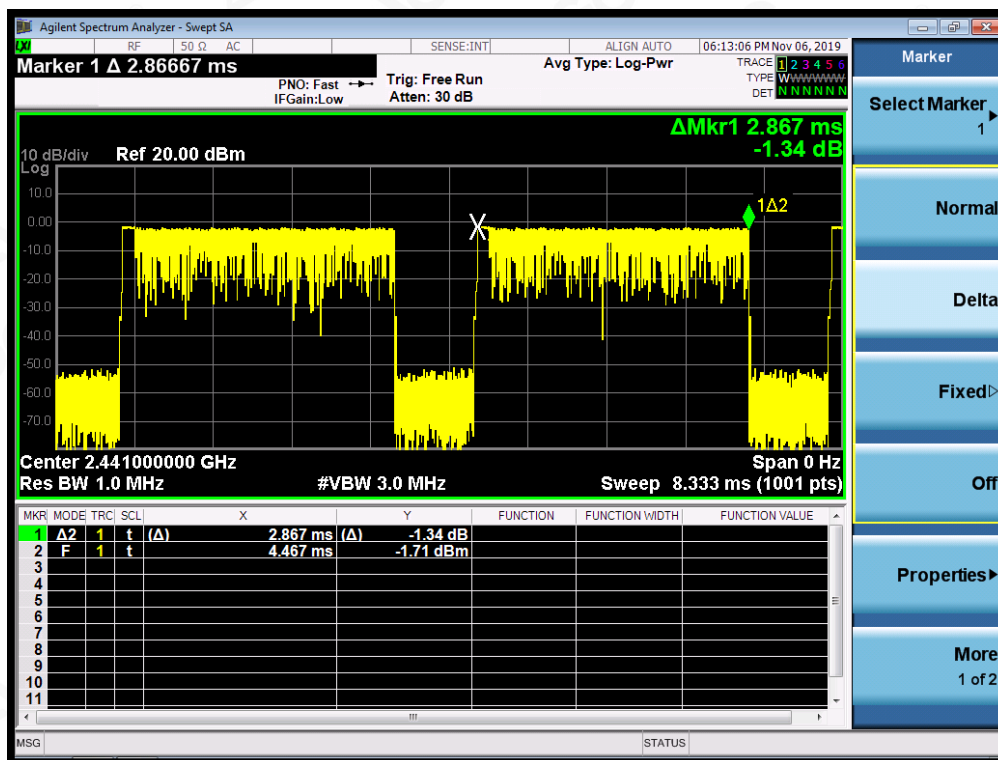 Agilent Spectrum Analyzer - Swept SA
LXI RF 50 Ω AC SENSE:INT ALIGN AUTO 06:13:06 PM Nov 06, 2019
Marker 1 Δ 2.86667 ms
PNO: Fast
IFGain:Low
Trig: Free Run
Atten: 30 dB
Avg Type: Log-Pwr
TRACE 1 2 3 4 5 6
TYPE WWWWWW
DET N N N N N N
ΔMkr1 2.867 ms
-1.34 dB
10 dB/div Ref 20.00 dBm
Log
10.0
0.00
-10.0
-20.0
-30.0
-40.0
-50.0
-60.0
-70.0
1Δ2
Center 2.441000000 GHz Span 0 Hz
Res BW 1.0 MHz #VBW 3.0 MHz Sweep 8.333 ms (1001 pts)
MKR MODE TRC SCL X Y FUNCTION FUNCTION WIDTH FUNCTION VALUE
1 Δ2 1 t (Δ) 2.867 ms (Δ) -1.34 dB
2 F 1 t 4.467 ms -1.71 dBm
3
4
5
6
7
8
9
10
11
MSG STATUS
Marker
Select Marker
1
Normal
Delta
Fixed
Off
Properties
More
1 of 2